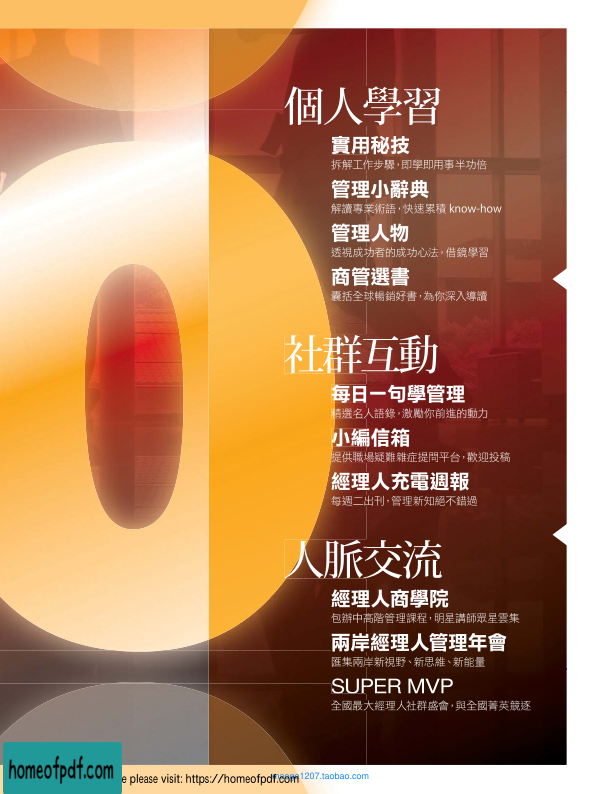 個人學習
實用秘技
拆解工作步驟，即學即用事半功倍
管理小辭典
解讀專業術語，快速累積 know-how
管理人物
透視成功者的成功心法，借鏡學習
商管選書
囊括全球暢銷好書，為你深入導讀
社群互動
每日一句學管理
精選名人語錄，激勵你前進的動力
小編信箱
提供職場疑難雜症提問平台，歡迎投稿
經理人充電週報
每週二出刊，管理新知絕不錯過
人脈交流
經理人商學院
包辦中高階管理課程，明星講師眾星雲集
兩岸經理人管理年會
匯集兩岸新視野、新思維、新能量
SUPER MVP
全國最大經理人社群盛會，與全國菁英競逐
homeofpdf.com
e please visit: https://homeofpdf.com
1207.taobao.com